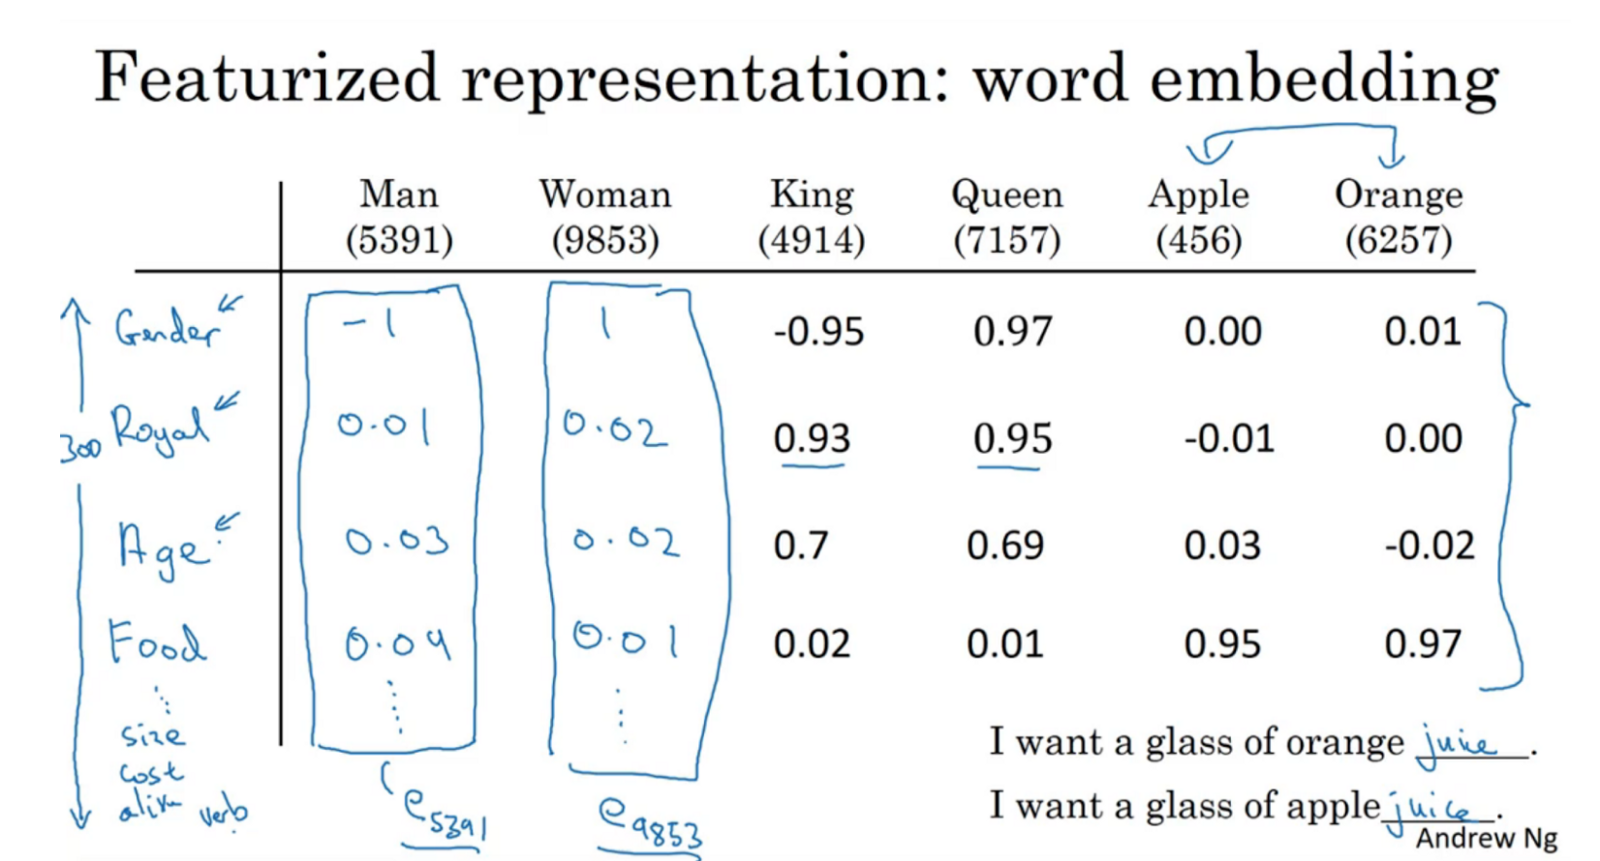 Featurized representation: word embedding
Man Woman King Queen Apple Orange
(5391) (9853) (4914) (7157) (456) (6257)
Gender -1 1 -0.95 0.97 0.00 0.01
300 Royal 0.01 0.02 0.93 0.95 -0.01 0.00
Age 0.03 0.02 0.7 0.69 0.03 -0.02
Food 0.04 0.01 0.02 0.01 0.95 0.97
size
cost
alive verb
e5391 e9853
I want a glass of orange juice.
I want a glass of apple juice.
Andrew Ng